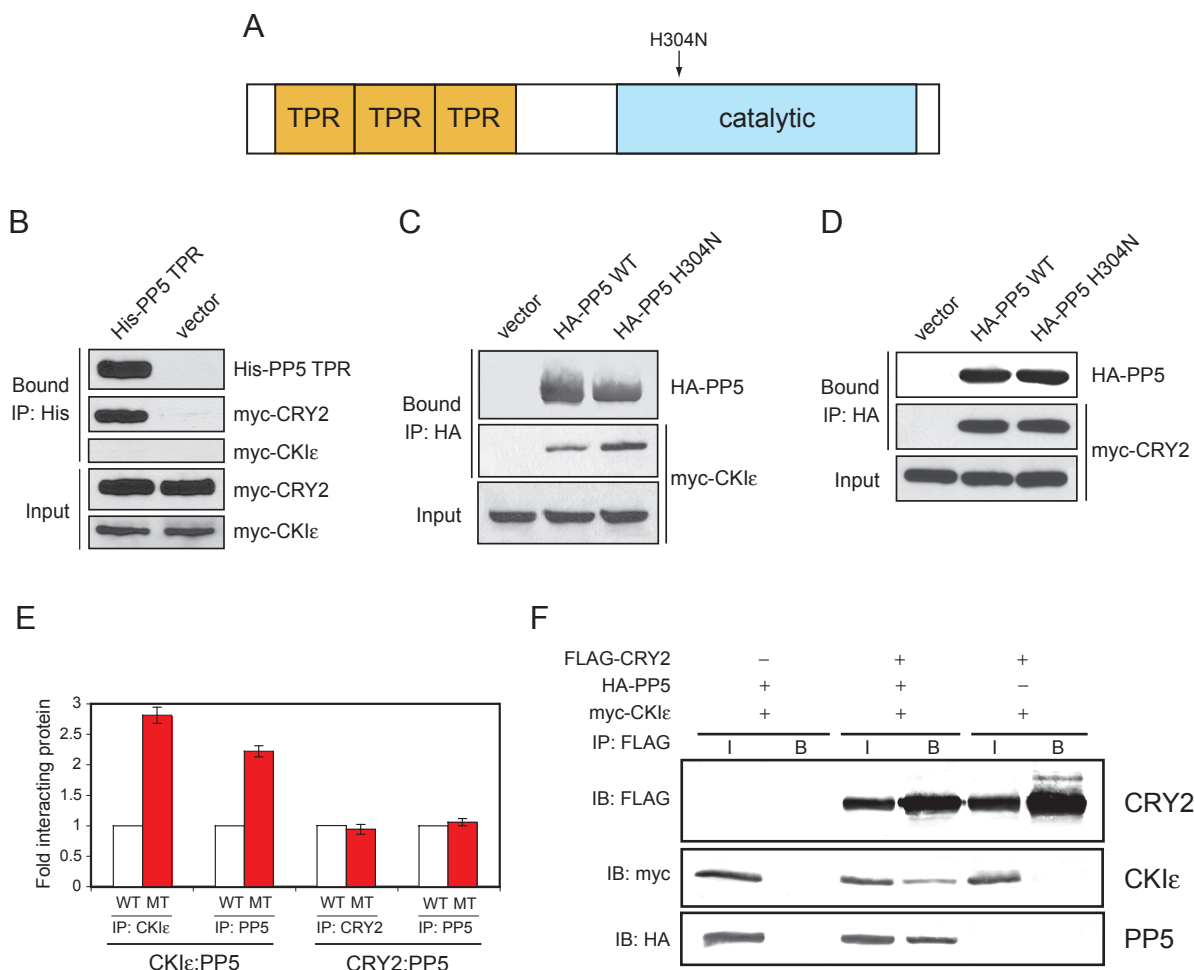 A
H304N
TPR TPR TPR catalytic
B
His-PP5 TPR
vector
Bound
IP: His
His-PP5 TPR
myc-CRY2
myc-CKIε
Input
myc-CRY2
myc-CKIε
C
vector
HA-PP5 WT
HA-PP5 H304N
Bound
IP: HA
HA-PP5
myc-CKIε
Input
D
vector
HA-PP5 WT
HA-PP5 H304N
Bound
IP: HA
HA-PP5
myc-CRY2
Input
E
Fold interacting protein
3
2.5
2
1.5
1
0.5
0
WT MT WT MT WT MT WT MT
IP: CKIε IP: PP5 IP: CRY2 IP: PP5
CKIε:PP5 CRY2:PP5
F
FLAG-CRY2 – + +
HA-PP5 + + –
myc-CKIε + + +
IP: FLAG I B I B I B
IB: FLAG CRY2
IB: myc CKIε
IB: HA PP5